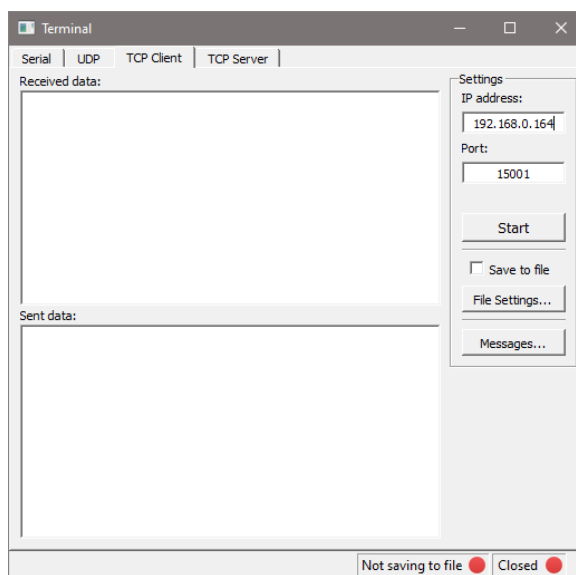 Terminal
Serial UDP TCP Client TCP Server
Received data:
Settings
IP address:
192.168.0.164
Port:
15001
Start
Save to file
File Settings...
Messages...
Sent data:
Not saving to file Closed